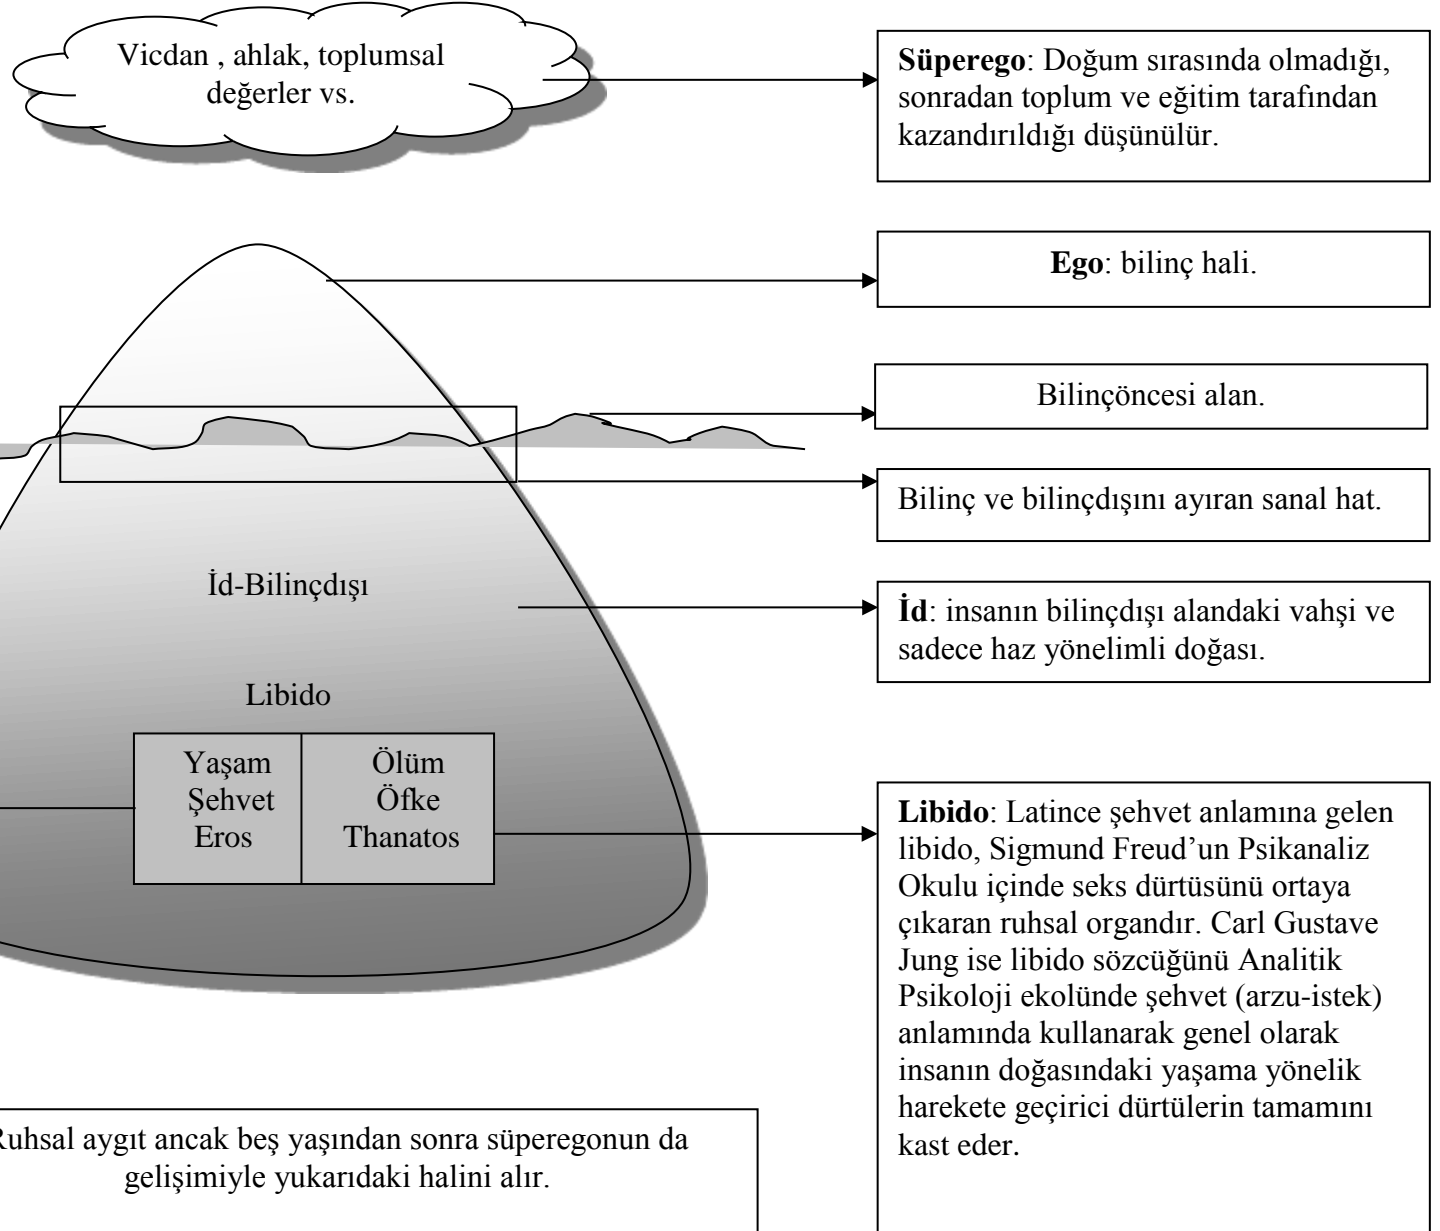 Vicdan , ahlak, toplumsal
değerler vs.
Süperego: Doğum sırasında olmadığı,
sonradan toplum ve eğitim tarafından
kazandırıldığı düşünülür.
Ego: bilinç hali.
Bilinçöncesi alan.
Bilinç ve bilinçdışını ayıran sanal hat.
İd-Bilinçdışı
İd: insanın bilinçdışı alandaki vahşi ve
sadece haz yönelimli doğası.
Libido
Yaşam
Şehvet
Eros
Ölüm
Öfke
Thanatos
Libido: Latince şehvet anlamına gelen
libido, Sigmund Freud’un Psikanaliz
Okulu içinde seks dürtüsünü ortaya
çıkaran ruhsal organdır. Carl Gustave
Jung ise libido sözcüğünü Analitik
Psikoloji ekolünde şehvet (arzu-istek)
anlamında kullanarak genel olarak
insanın doğasındaki yaşama yönelik
harekete geçirici dürtülerin tamamını
kast eder.
Ruhsal aygıt ancak beş yaşından sonra süperegonun da
gelişimiyle yukarıdaki halini alır.